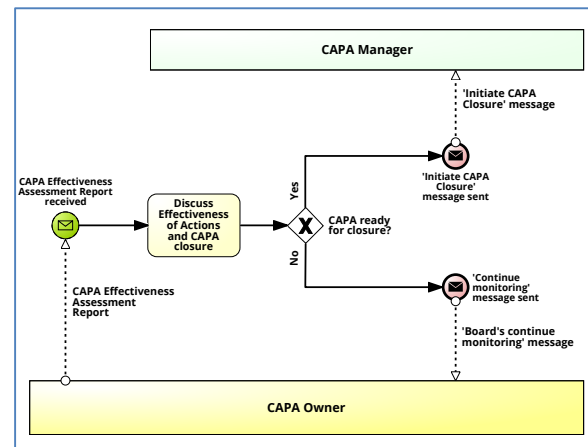 CAPA Manager
'Initiate CAPA
Closure' message
'Initiate CAPA
Closure'
message sent
CAPA Effectiveness
Assessment Report
received
Discuss
Effectiveness
of Actions
and CAPA
closure
Yes
X
CAPA ready
for closure?
No
'Continue
monitoring'
message sent
CAPA Effectiveness
Assessment
Report
'Board's continue
monitoring' message
CAPA Owner